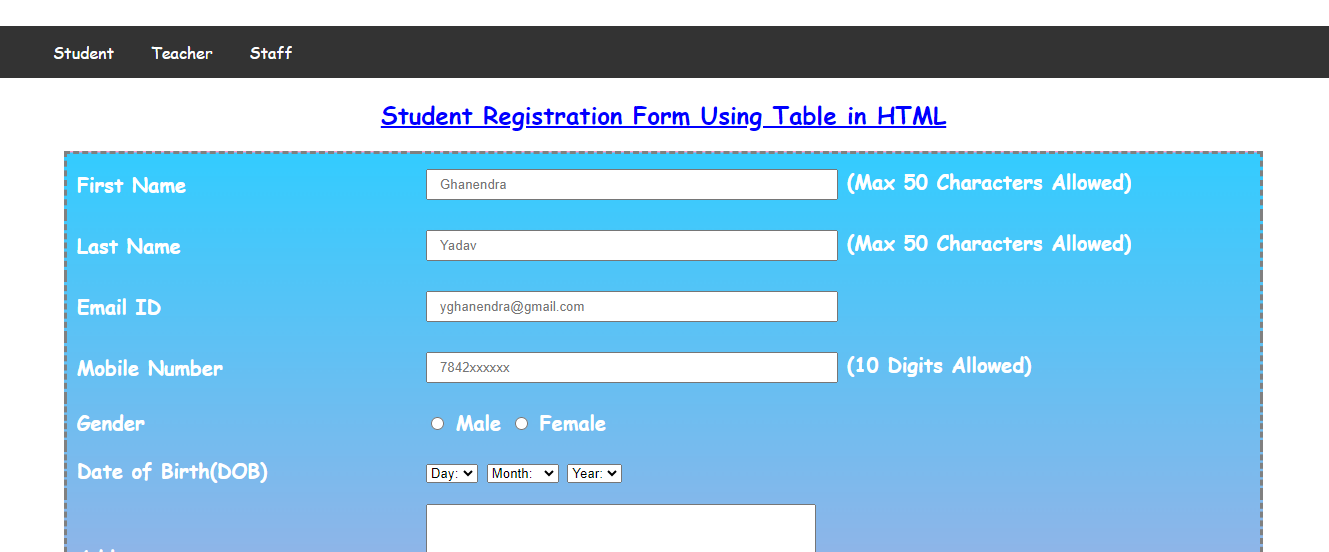 Student Teacher Staff
Student Registration Form Using Table in HTML
First Name Ghanendra (Max 50 Characters Allowed)
Last Name Yadav (Max 50 Characters Allowed)
Email ID yghanendra@gmail.com
Mobile Number 7842xxxxxx (10 Digits Allowed)
Gender Male Female
Date of Birth(DOB) Day: Month: Year: